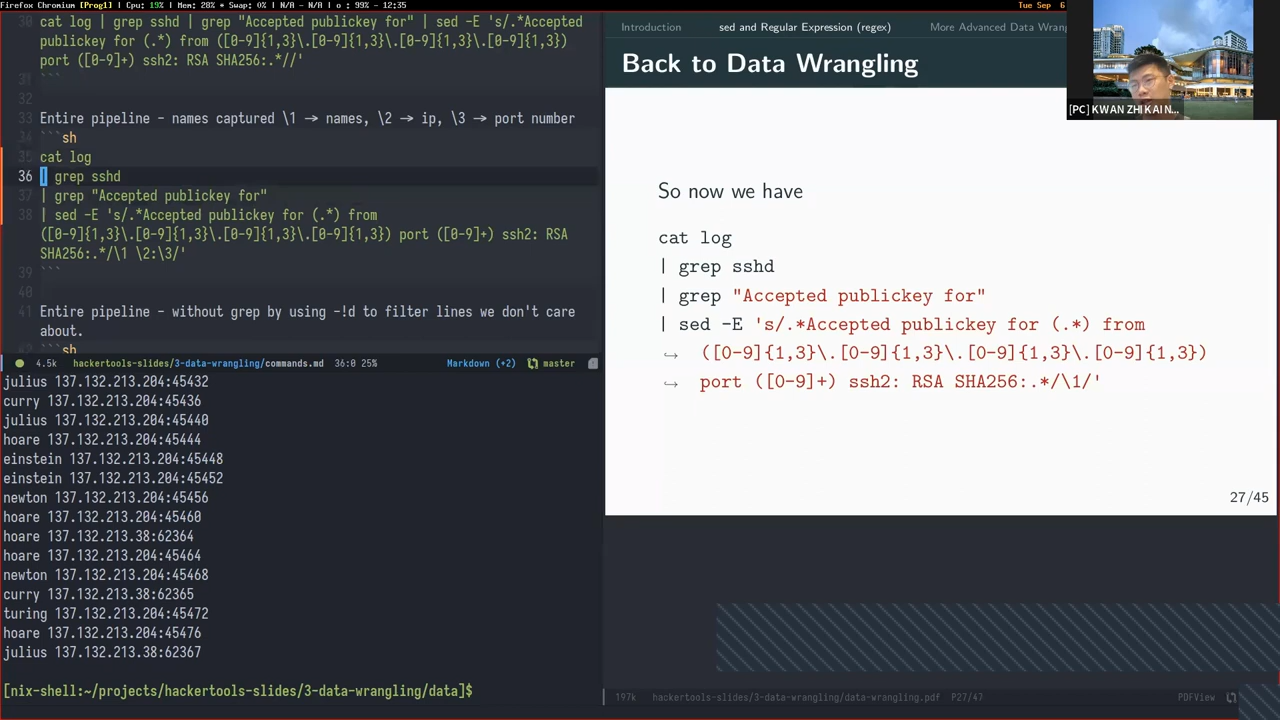 Firefox Chromium [Prog1] | Cpu: 19% | Mem: 28% * Swap: 0% | N/A - N/A | o : 99% - 12:35
Tue Sep 6
30 cat log | grep sshd | grep "Accepted publickey for" | sed -E 's/.*Accepted
publickey for (.*) from ([0-9]{1,3}\.[0-9]{1,3}\.[0-9]{1,3}\.[0-9]{1,3})
port ([0-9]+) ssh2: RSA SHA256:.*//'
31 ```
32
33 Entire pipeline - names captured \1 -> names, \2 -> ip, \3 -> port number
34 ```sh
35 cat log
36 | grep sshd
37 | grep "Accepted publickey for"
38 | sed -E 's/.*Accepted publickey for (.*) from
([0-9]{1,3}\.[0-9]{1,3}\.[0-9]{1,3}\.[0-9]{1,3}) port ([0-9]+) ssh2: RSA
SHA256:.*/\1 \2:\3/'
39 ```
40
41 Entire pipeline - without grep by using -!d to filter lines we don't care
about.
42 ```sh
4.5k hackertools-slides/3-data-wrangling/commands.md 36:0 25% Markdown (+2) master
julius 137.132.213.204:45432
curry 137.132.213.204:45436
julius 137.132.213.204:45440
hoare 137.132.213.204:45444
einstein 137.132.213.204:45448
einstein 137.132.213.204:45452
newton 137.132.213.204:45456
hoare 137.132.213.204:45460
hoare 137.132.213.38:62364
hoare 137.132.213.204:45464
newton 137.132.213.204:45468
curry 137.132.213.38:62365
turing 137.132.213.204:45472
hoare 137.132.213.204:45476
julius 137.132.213.38:62367
[nix-shell:~/projects/hackertools-slides/3-data-wrangling/data]$
Introduction sed and Regular Expression (regex) More Advanced Data Wrang
Back to Data Wrangling
So now we have
cat log
| grep sshd
| grep "Accepted publickey for"
| sed -E 's/.*Accepted publickey for (.*) from
↪ ([0-9]{1,3}\.[0-9]{1,3}\.[0-9]{1,3}\.[0-9]{1,3})
↪ port ([0-9]+) ssh2: RSA SHA256:.*/\1/'
27/45
197k hackertools-slides/3-data-wrangling/data-wrangling.pdf P27/47 PDFView
[PC] KWAN ZHI KAI N...